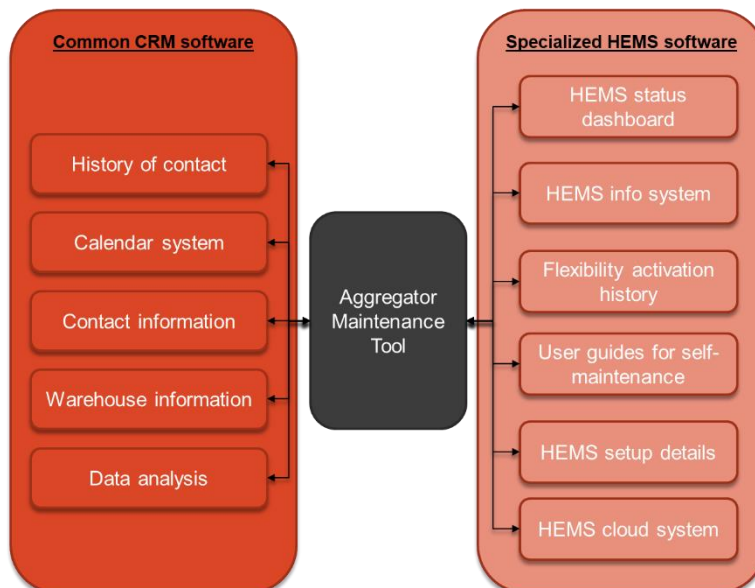 Common CRM software
History of contact
Calendar system
Contact information
Warehouse information
Data analysis
Aggregator
Maintenance
Tool
Specialized HEMS software
HEMS status
dashboard
HEMS info system
Flexibility activation
history
User guides for self-
maintenance
HEMS setup details
HEMS cloud system